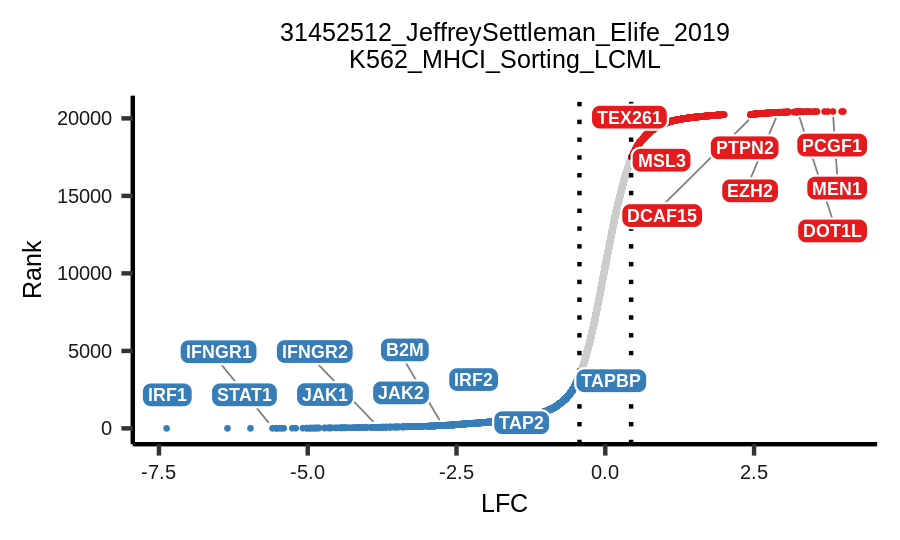 31452512_JeffreySettleman_Elife_2019
K562_MHCI_Sorting_LCML
Rank
20000
15000
10000
5000
0
TEX261
MSL3
PTPN2
PCGF1
EZH2
MEN1
DCAF15
DOT1L
IFNGR1
IFNGR2
B2M
IRF2
TAPBP
IRF1
STAT1
JAK1
JAK2
TAP2
-7.5
-5.0
-2.5
0.0
2.5
LFC